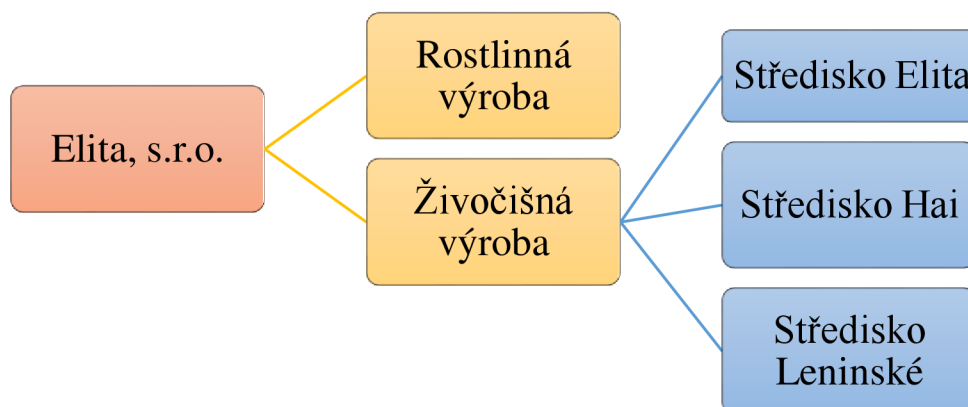 Elita, s.r.o.
Rostlinná
výroba
Živočišná
výroba
Středisko Elita
Středisko Hai
Středisko
Leninské